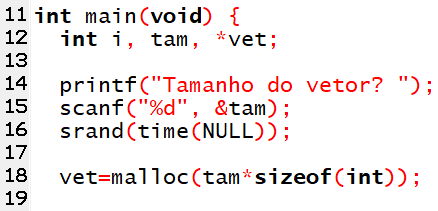 11 int main(void) {
12   int i, tam, *vet;
13
14   printf("Tamanho do vetor? ");
15   scanf("%d", &tam);
16   srand(time(NULL));
17
18   vet=malloc(tam*sizeof(int));
19